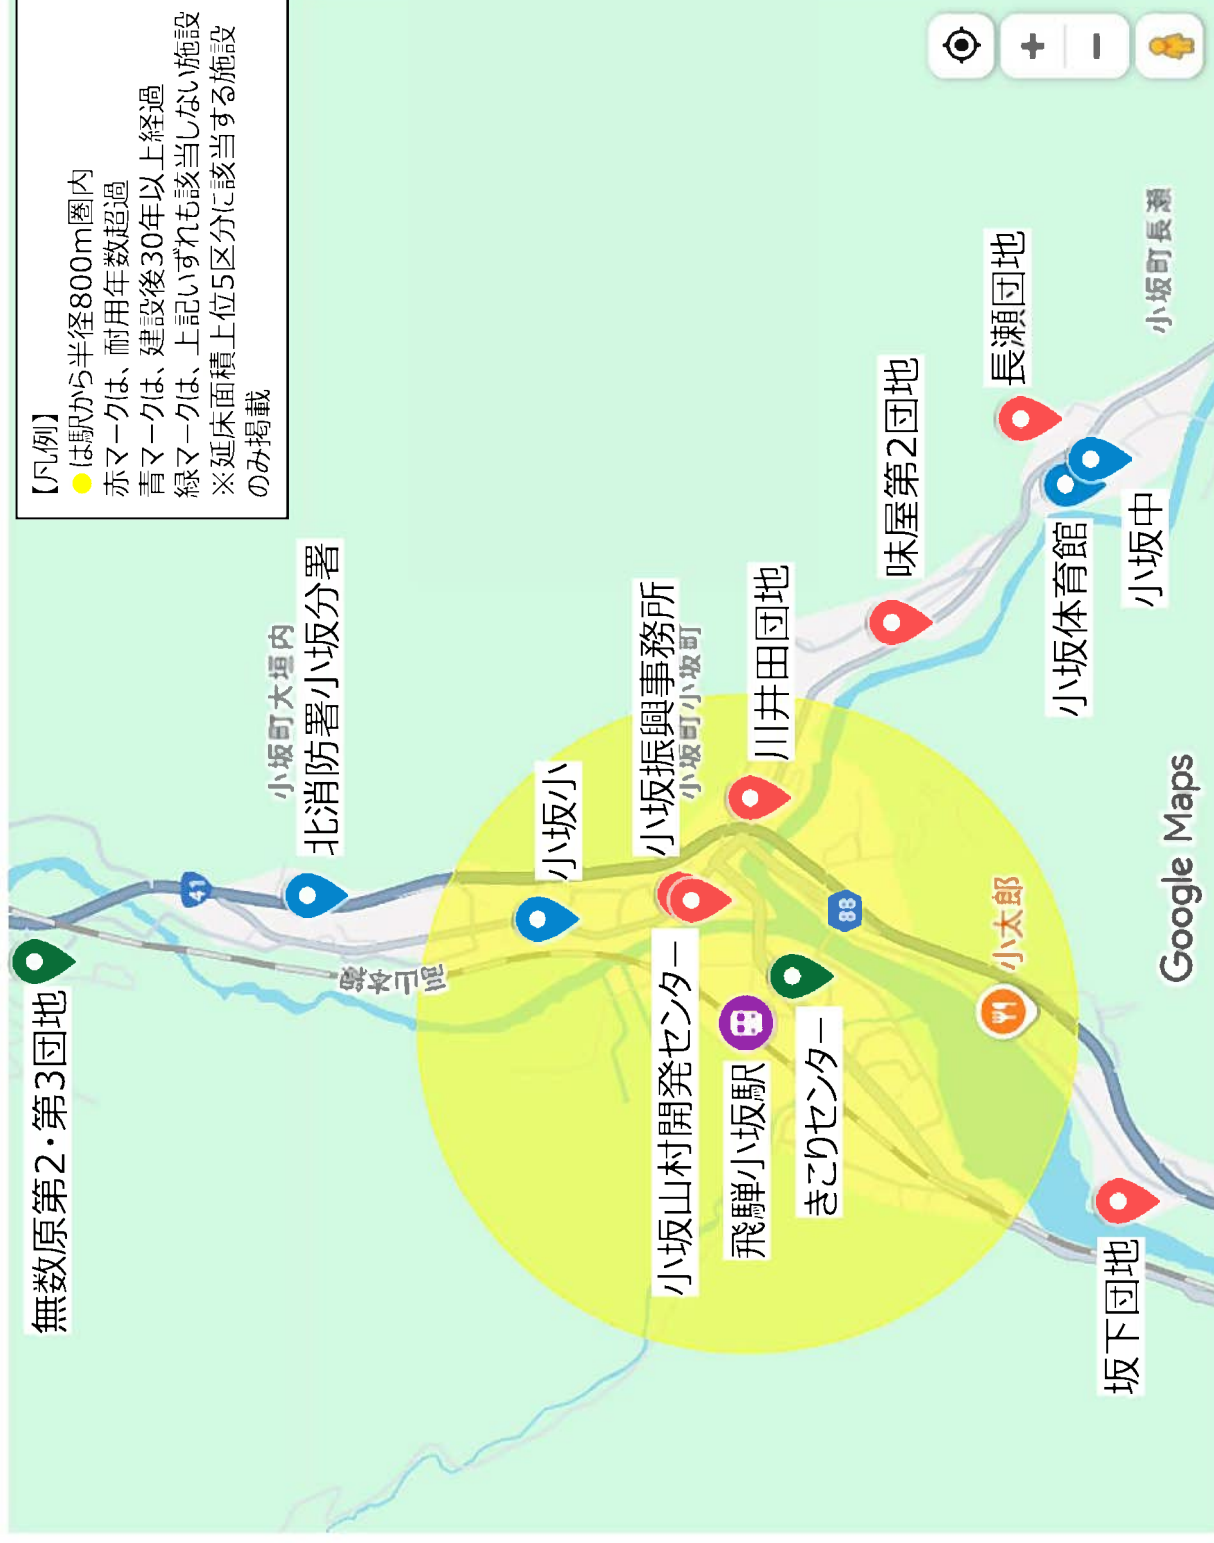 【凡例】
●は駅から半径800m圏内
赤マークは、耐用年数超過
青マークは、建設後30年以上経過
緑マークは、上記いずれも該当しない施設
※延床面積上位5区分に該当する施設
のみ掲載
無数原第2・第3団地
41
小坂町大垣内
北消防署小坂分署
高山本線
小坂小
小坂振興事務所
小坂町小坂町
小坂山村開発センター
飛騨小坂駅
川井田団地
きこりセンター
88
味屋第2団地
小太郎
長瀬団地
小坂体育館
小坂中
小坂町長瀬
坂下団地
Google Maps